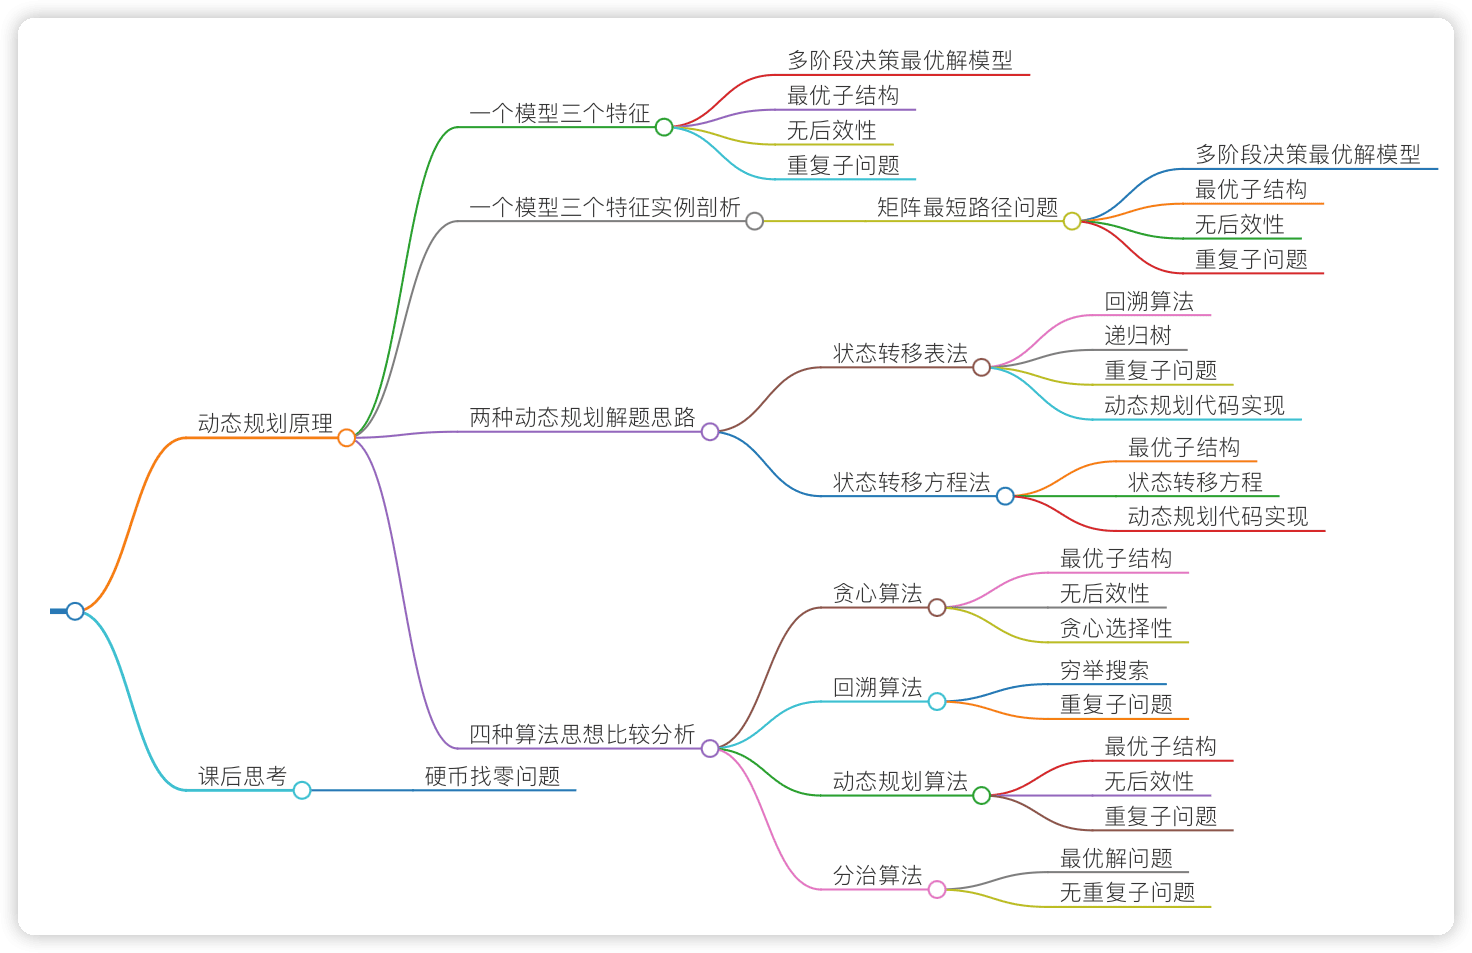 动态规划原理
一个模型三个特征
多阶段决策最优解模型
最优子结构
无后效性
重复子问题
一个模型三个特征实例剖析
矩阵最短路径问题
多阶段决策最优解模型
最优子结构
无后效性
重复子问题
两种动态规划解题思路
状态转移表法
回溯算法
递归树
重复子问题
动态规划代码实现
状态转移方程法
最优子结构
状态转移方程
动态规划代码实现
四种算法思想比较分析
贪心算法
最优子结构
无后效性
贪心选择性
回溯算法
穷举搜索
重复子问题
动态规划算法
最优子结构
无后效性
重复子问题
分治算法
最优解问题
无重复子问题
课后思考
硬币找零问题